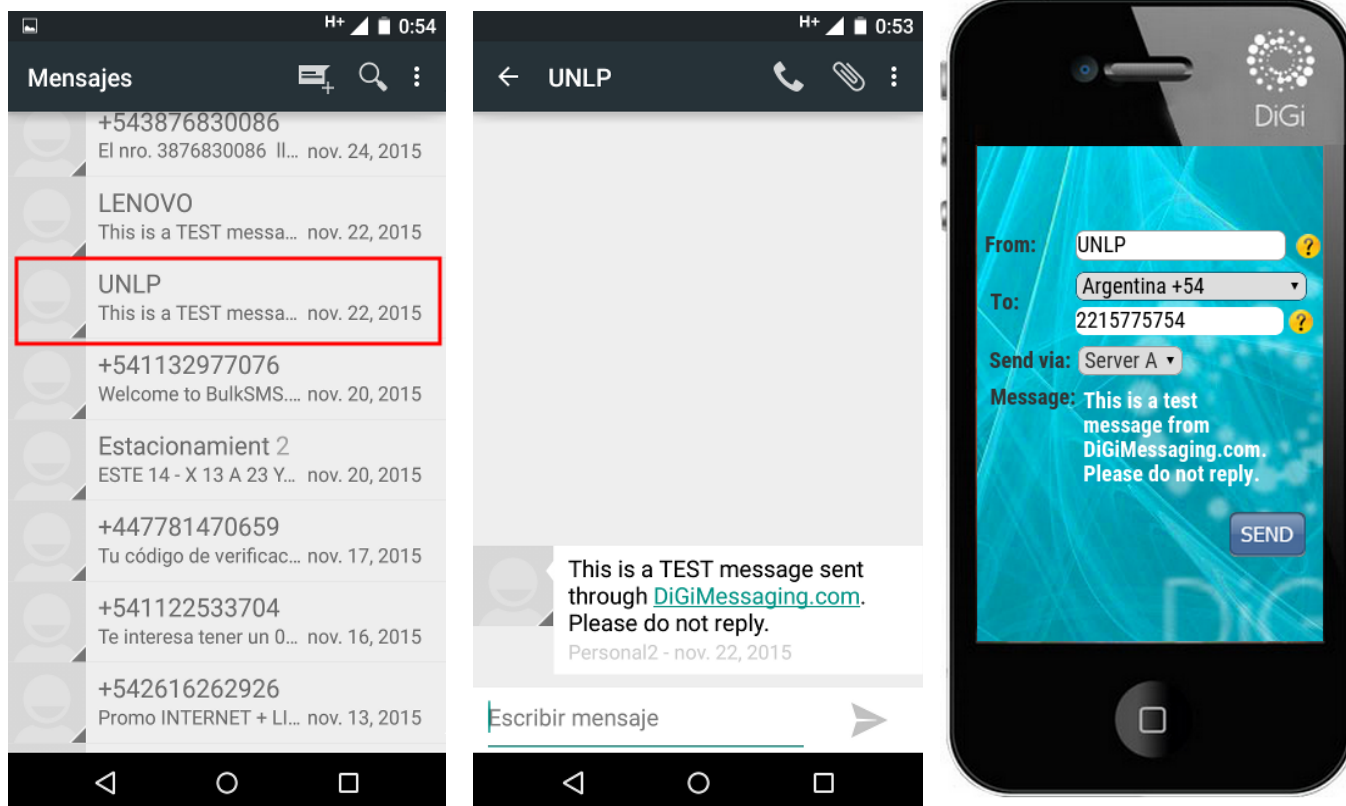 H+ 0:54
Mensajes
+543876830086
El nro. 3876830086 ll... nov. 24, 2015
LENOVO
This is a TEST messa... nov. 22, 2015
UNLP
This is a TEST messa... nov. 22, 2015
+541132977076
Welcome to BulkSMS.... nov. 20, 2015
Estacionamient 2
ESTE 14 - X 13 A 23 Y... nov. 20, 2015
+447781470659
Tu código de verificac... nov. 17, 2015
+541122533704
Te interesa tener un 0... nov. 16, 2015
+542616262926
Promo INTERNET + LI... nov. 13, 2015
H+ 0:53
UNLP
This is a TEST message sent
through DiGiMessaging.com.
Please do not reply.
Personal2 - nov. 22, 2015
Escribir mensaje
DiGi
From: UNLP ?
To: Argentina +54
2215775754 ?
Send via: Server A
Message: This is a test
message from
DiGiMessaging.com.
Please do not reply.
SEND
DiG